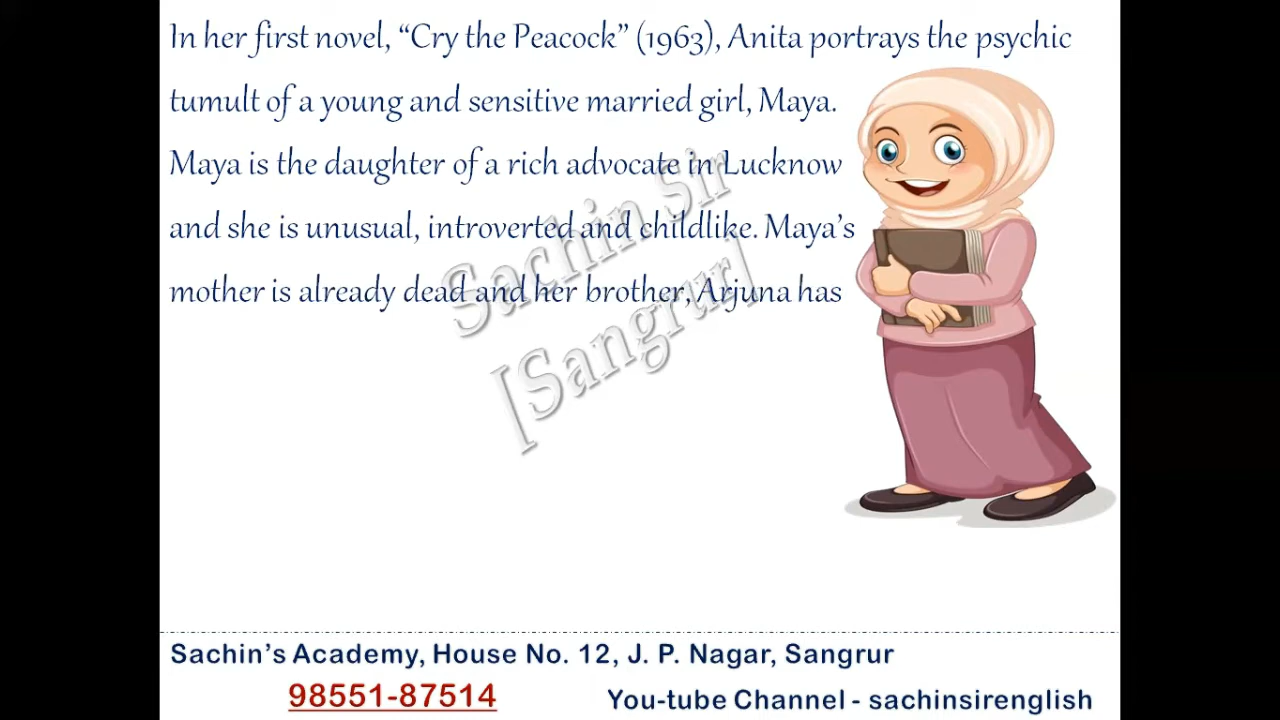 In her first novel, “Cry the Peacock” (1963), Anita portrays the psychic
tumult of a young and sensitive married girl, Maya.
Maya is the daughter of a rich advocate in Lucknow
and she is unusual, introverted and childlike. Maya’s
mother is already dead and her brother, Arjuna has
Sachin Sir
[Sangrur]
Sachin’s Academy, House No. 12, J. P. Nagar, Sangrur
98551-87514
You-tube Channel - sachinsirenglish